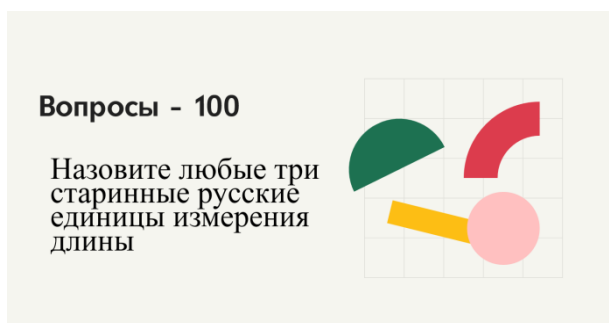 Вопросы - 100
Назовите любые три
старинные русские
единицы измерения
длины